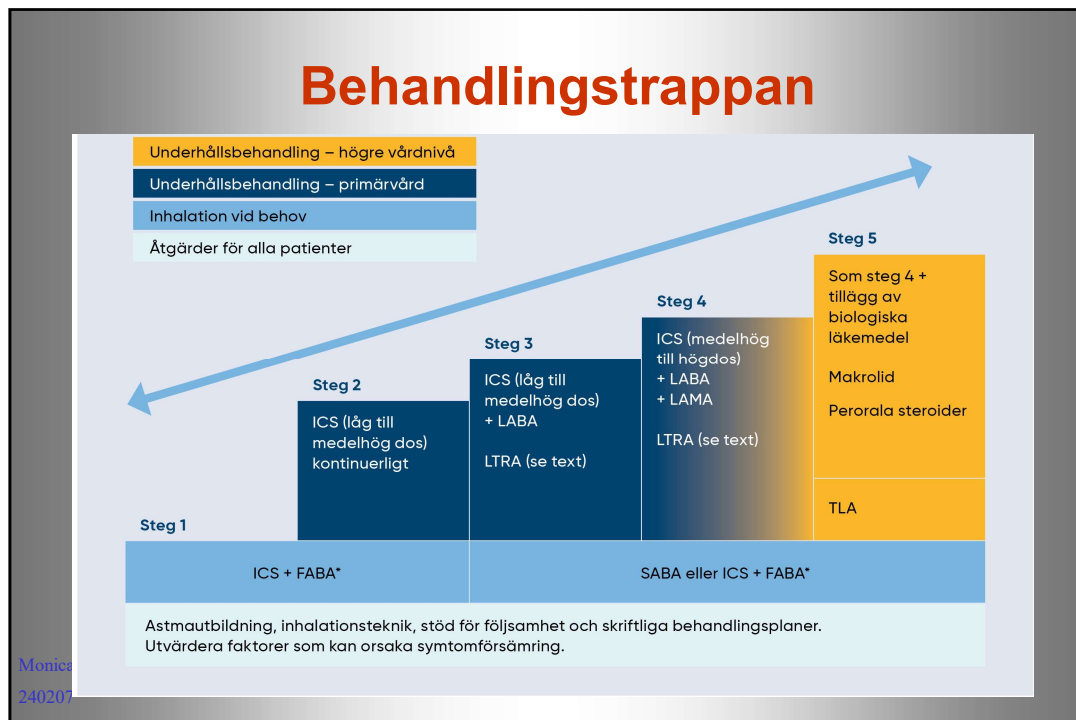 Behandlingstrappan
Underhållsbehandling – högre vårdnivå
Underhållsbehandling – primärvård
Inhalation vid behov
Åtgärder för alla patienter
Steg 1
Steg 2
ICS (låg till
medelhög dos)
kontinuerligt
Steg 3
ICS (låg till
medelhög dos)
+ LABA
LTRA (se text)
Steg 4
ICS (medelhög
till högdos)
+ LABA
+ LAMA
LTRA (se text)
Steg 5
Som steg 4 +
tillägg av
biologiska
läkemedel
Makrolid
Perorala steroider
TLA
ICS + FABA*
SABA eller ICS + FABA*
Astmautbildning, inhalationsteknik, stöd för följsamhet och skriftliga behandlingsplaner.
Utvärdera faktorer som kan orsaka symtomförsämring.
Monica
240207